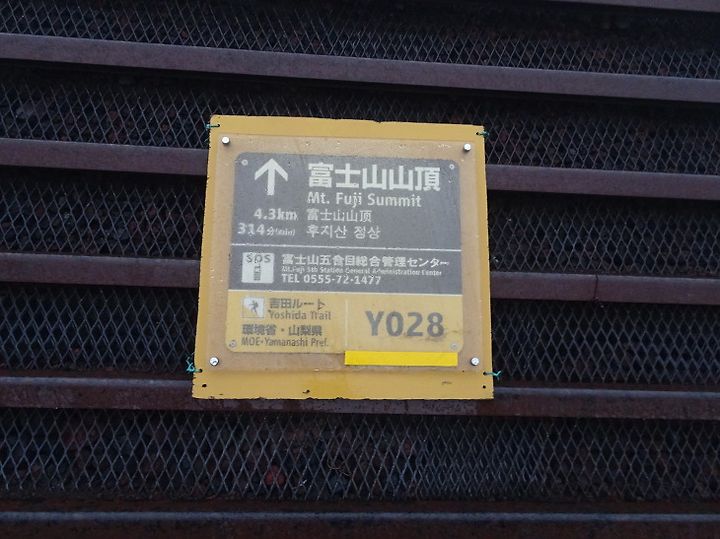 富士山山頂
Mt. Fuji Summit
4.3km 富士山山頂
314分(min) 후지산 정상
SOS
富士山五合目総合管理センター
Mt.Fuji 5th Station General Administration Center
TEL 0555-72-1477
吉田ルート
Yoshida Trail
環境省・山梨県
MOE・Yamanashi Pref.
Y028